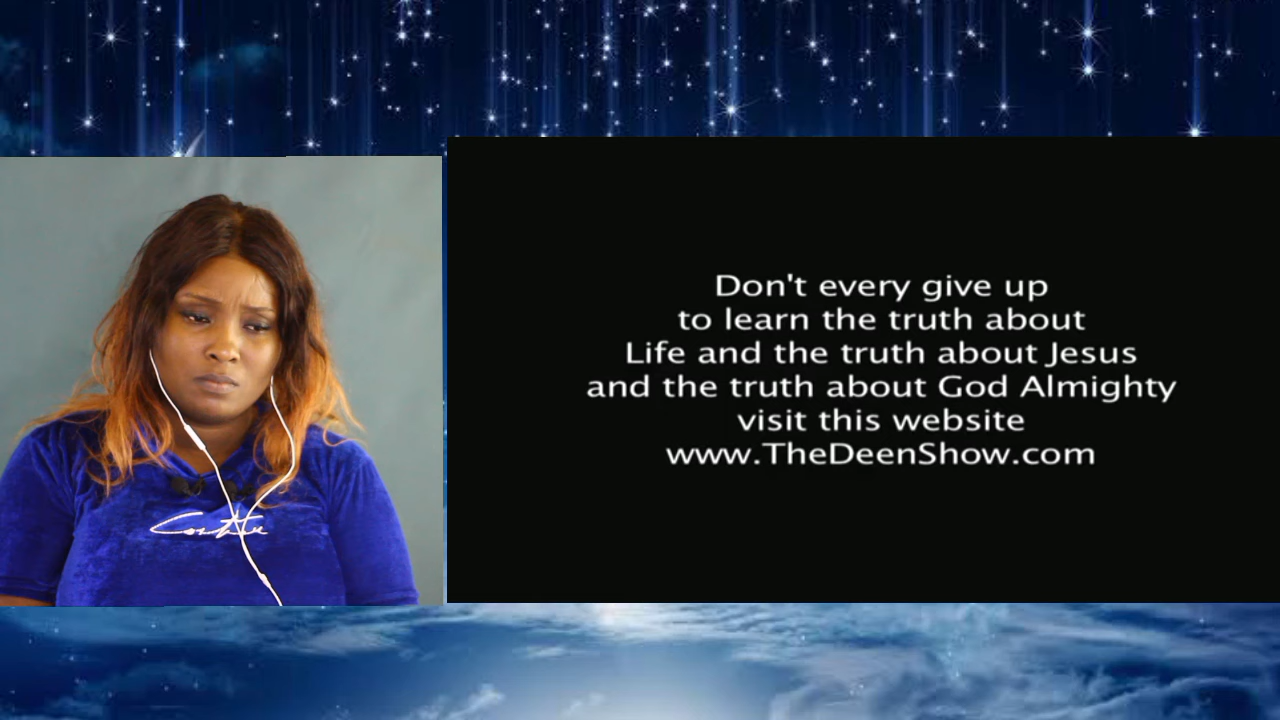 Don't every give up
to learn the truth about
Life and the truth about Jesus
and the truth about God Almighty
visit this website
www.TheDeenShow.com